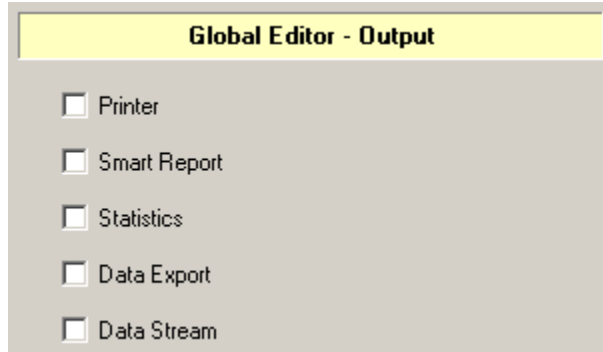 Global Editor - Output
Printer
Smart Report
Statistics
Data Export
Data Stream